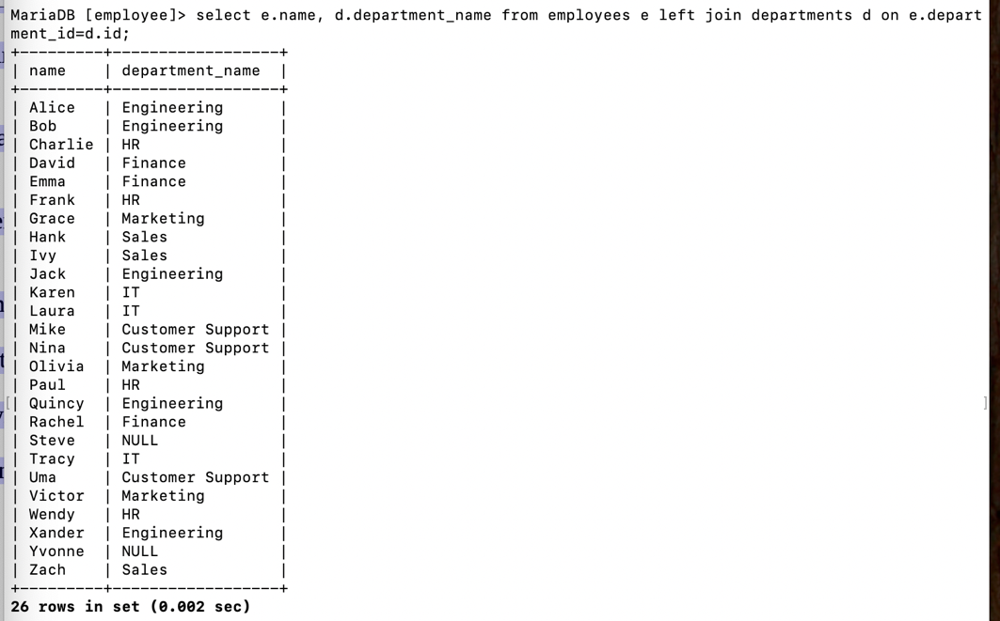 MariaDB [employee]> select e.name, d.department_name from employees e left join departments d on e.depart
ment_id=d.id;
+---------+------------------+
| name    | department_name  |
+---------+------------------+
| Alice   | Engineering      |
| Bob     | Engineering      |
| Charlie | HR               |
| David   | Finance          |
| Emma    | Finance          |
| Frank   | HR               |
| Grace   | Marketing        |
| Hank    | Sales            |
| Ivy     | Sales            |
| Jack    | Engineering      |
| Karen   | IT               |
| Laura   | IT               |
| Mike    | Customer Support |
| Nina    | Customer Support |
| Olivia  | Marketing        |
| Paul    | HR               |
| Quincy  | Engineering      |
| Rachel  | Finance          |
| Steve   | NULL             |
| Tracy   | IT               |
| Uma     | Customer Support |
| Victor  | Marketing        |
| Wendy   | HR               |
| Xander  | Engineering      |
| Yvonne  | NULL             |
| Zach    | Sales            |
+---------+------------------+
26 rows in set (0.002 sec)